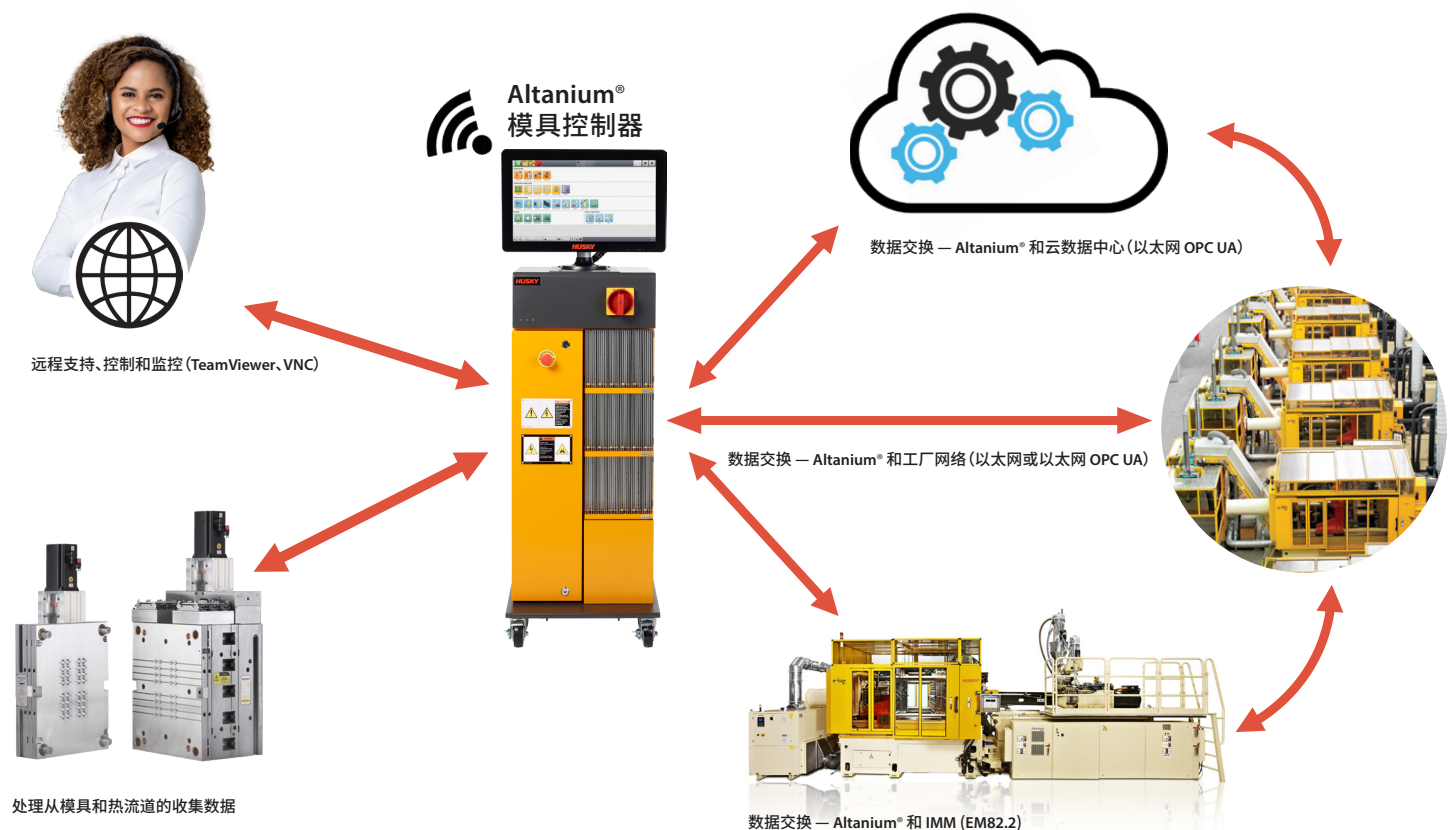 Altanium®
模具控制器
HUSKY
HUSKY
数据交换 — Altanium® 和云数据中心(以太网 OPC UA)
远程支持、控制和监控(TeamViewer、VNC)
数据交换 — Altanium® 和工厂网络(以太网或以太网 OPC UA)
HUSKY
处理从模具和热流道的收集数据
数据交换 — Altanium® 和 IMM (EM82.2)